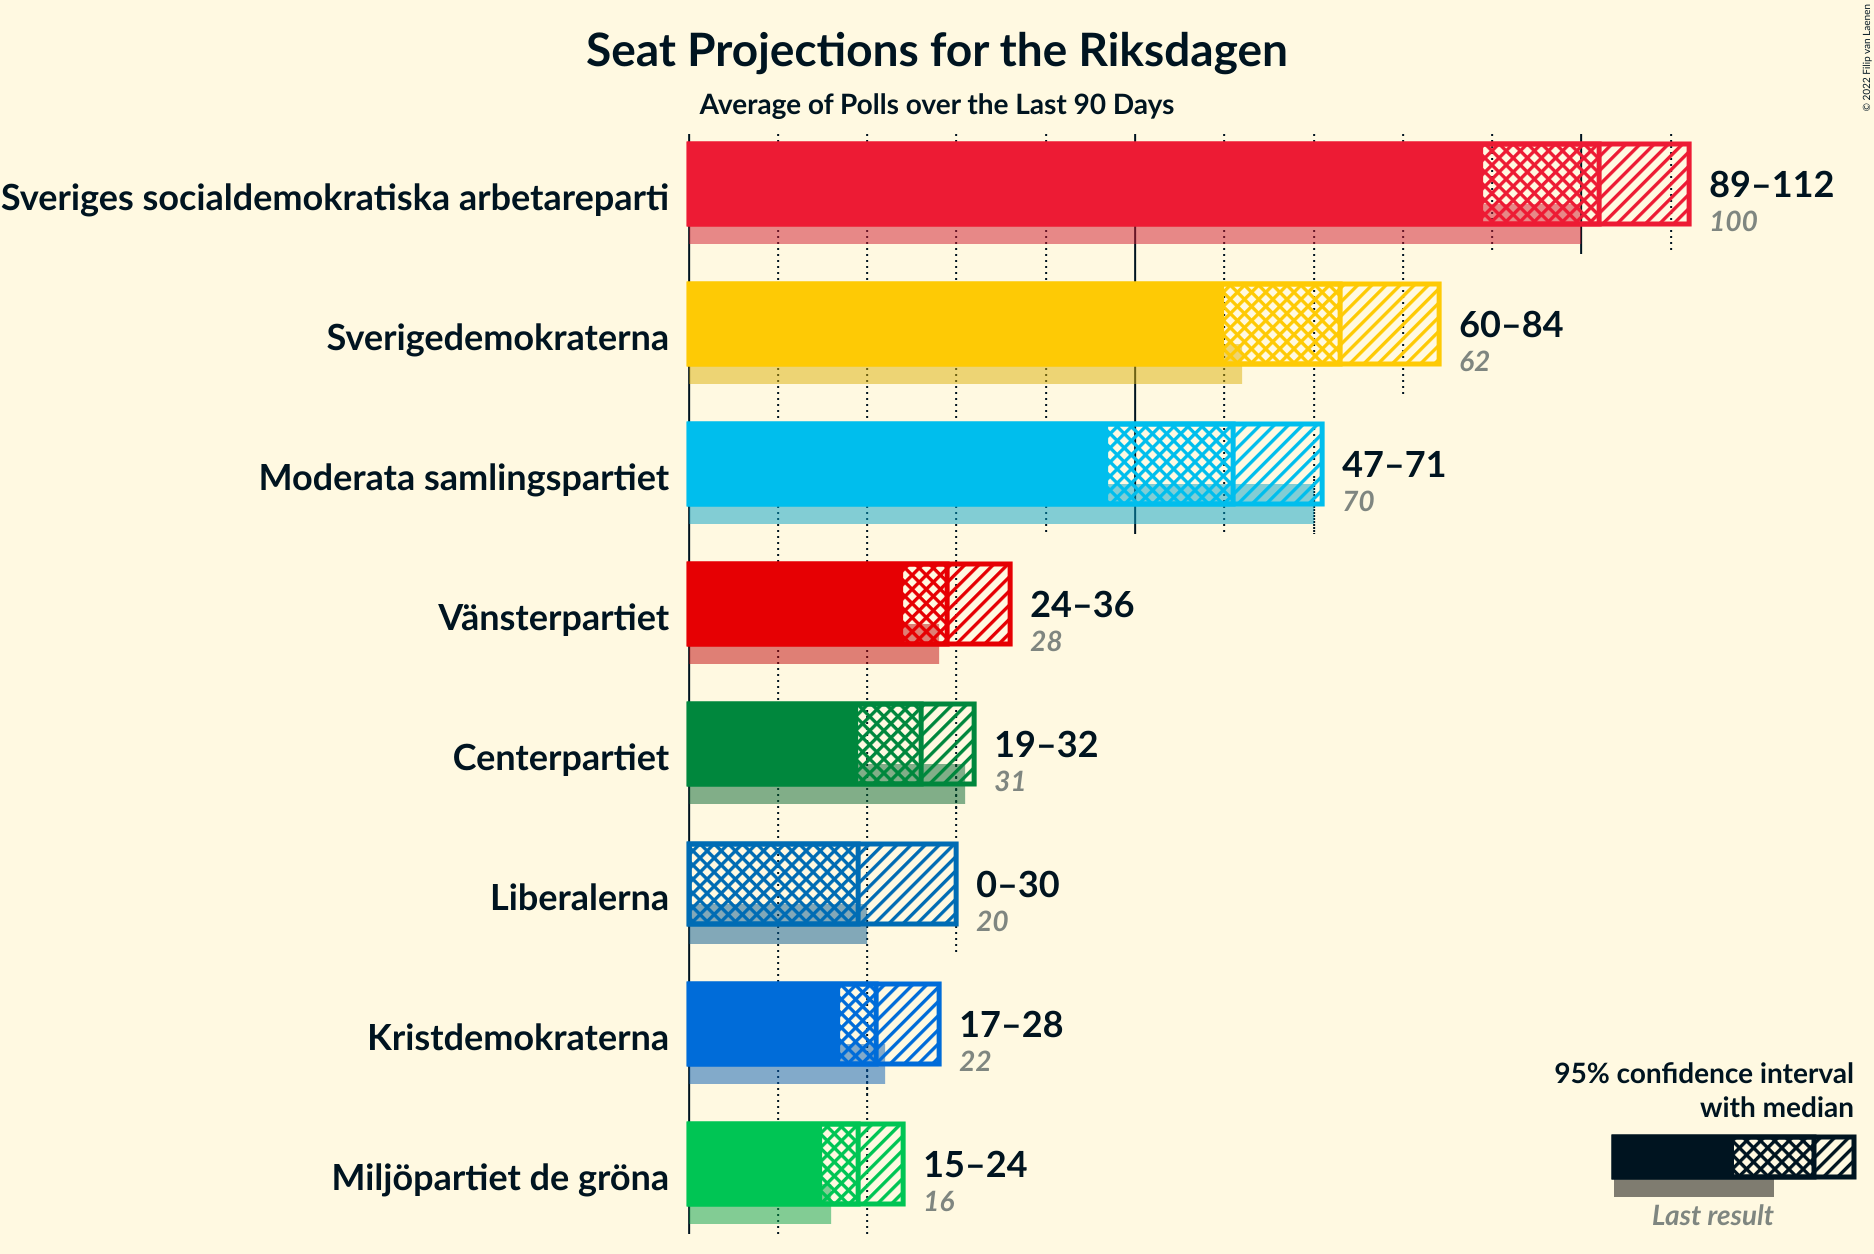 © 2022 Filip van Laenen
Seat Projections for the Riksdagen
Average of Polls over the Last 90 Days
Sveriges socialdemokratiska arbetareparti
89–112
100
Sverigedemokraterna
60–84
62
Moderata samlingspartiet
47–71
70
Vänsterpartiet
24–36
28
Centerpartiet
19–32
31
Liberalerna
0–30
20
Kristdemokraterna
17–28
22
Miljöpartiet de gröna
15–24
16
95% confidence interval
with median
Last result